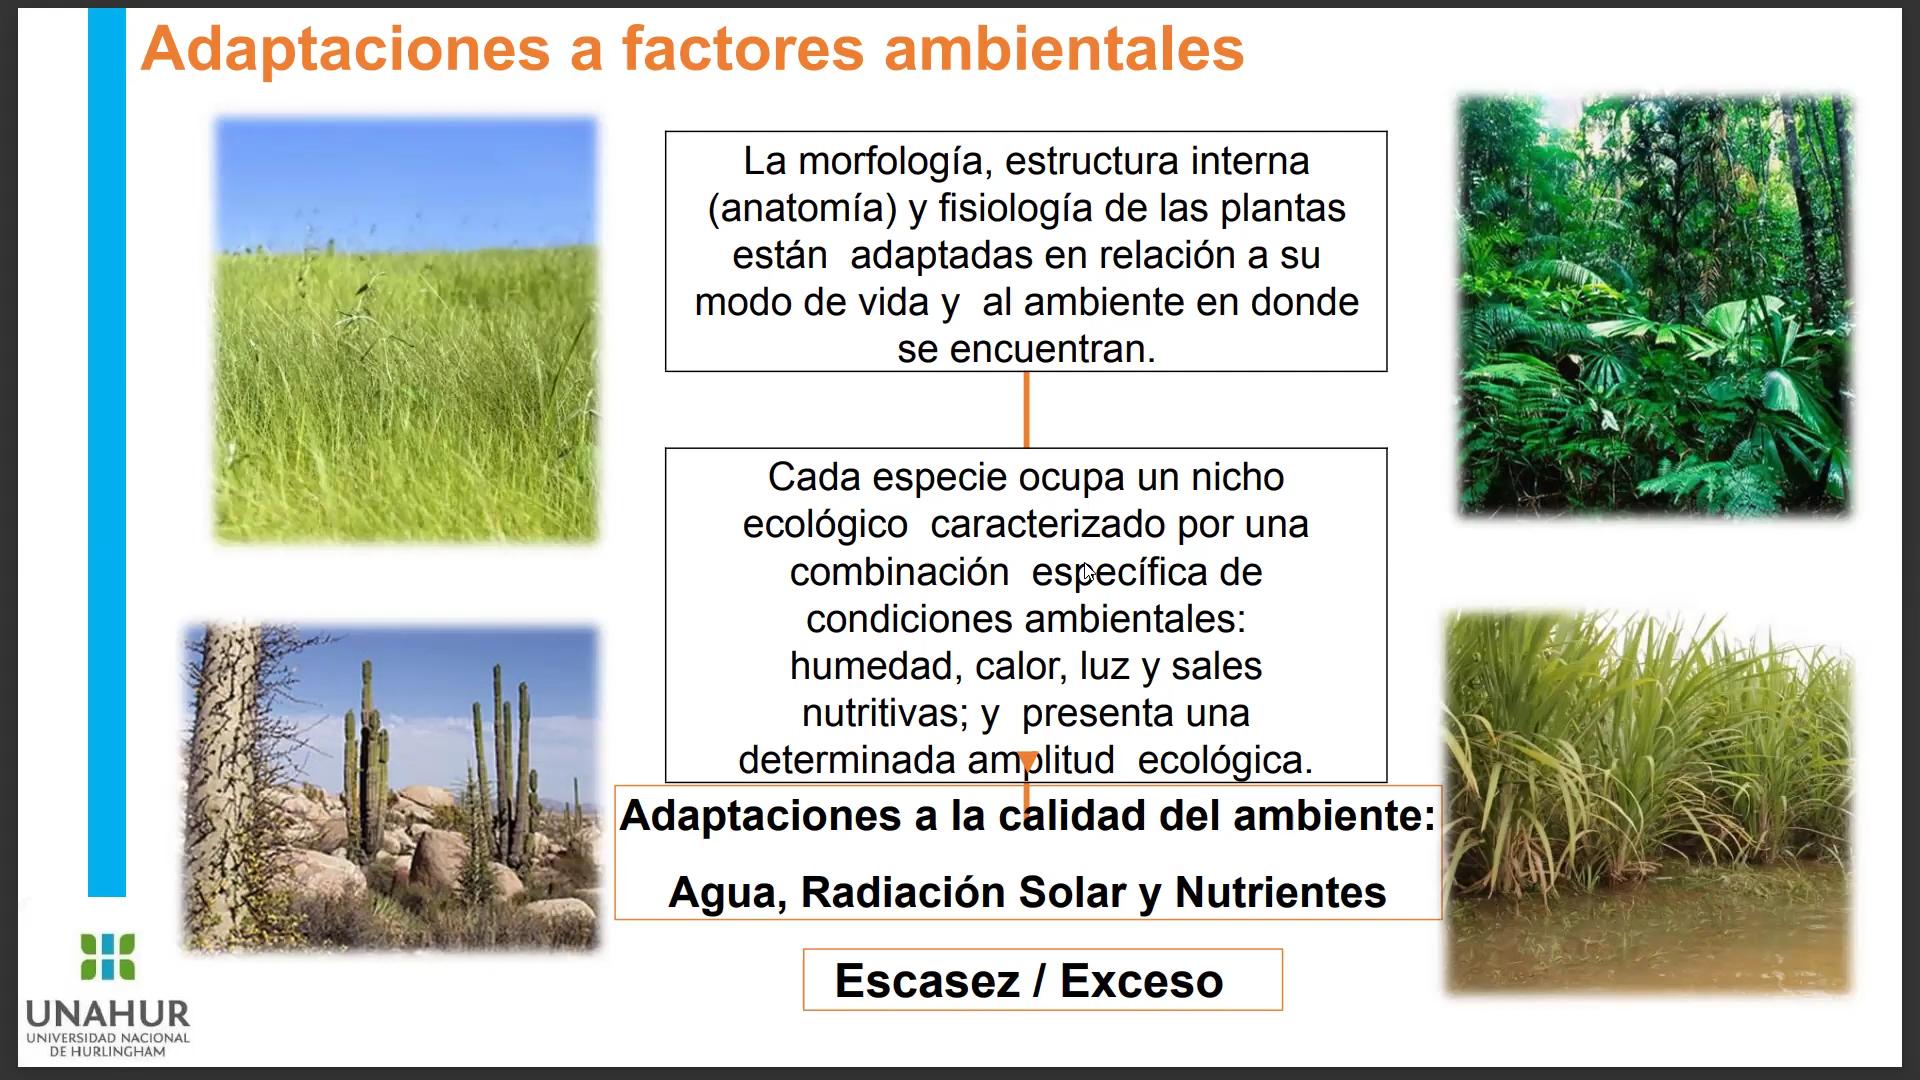 Adaptaciones a factores ambientales
La morfología, estructura interna
(anatomía) y fisiología de las plantas
están adaptadas en relación a su
modo de vida y al ambiente en donde
se encuentran.
Cada especie ocupa un nicho
ecológico caracterizado por una
combinación específica de
condiciones ambientales:
humedad, calor, luz y sales
nutritivas; y presenta una
determinada amplitud ecológica.
Adaptaciones a la calidad del ambiente:
Agua, Radiación Solar y Nutrientes
Escasez / Exceso
UNAHUR
UNIVERSIDAD NACIONAL
DE HURLINGHAM